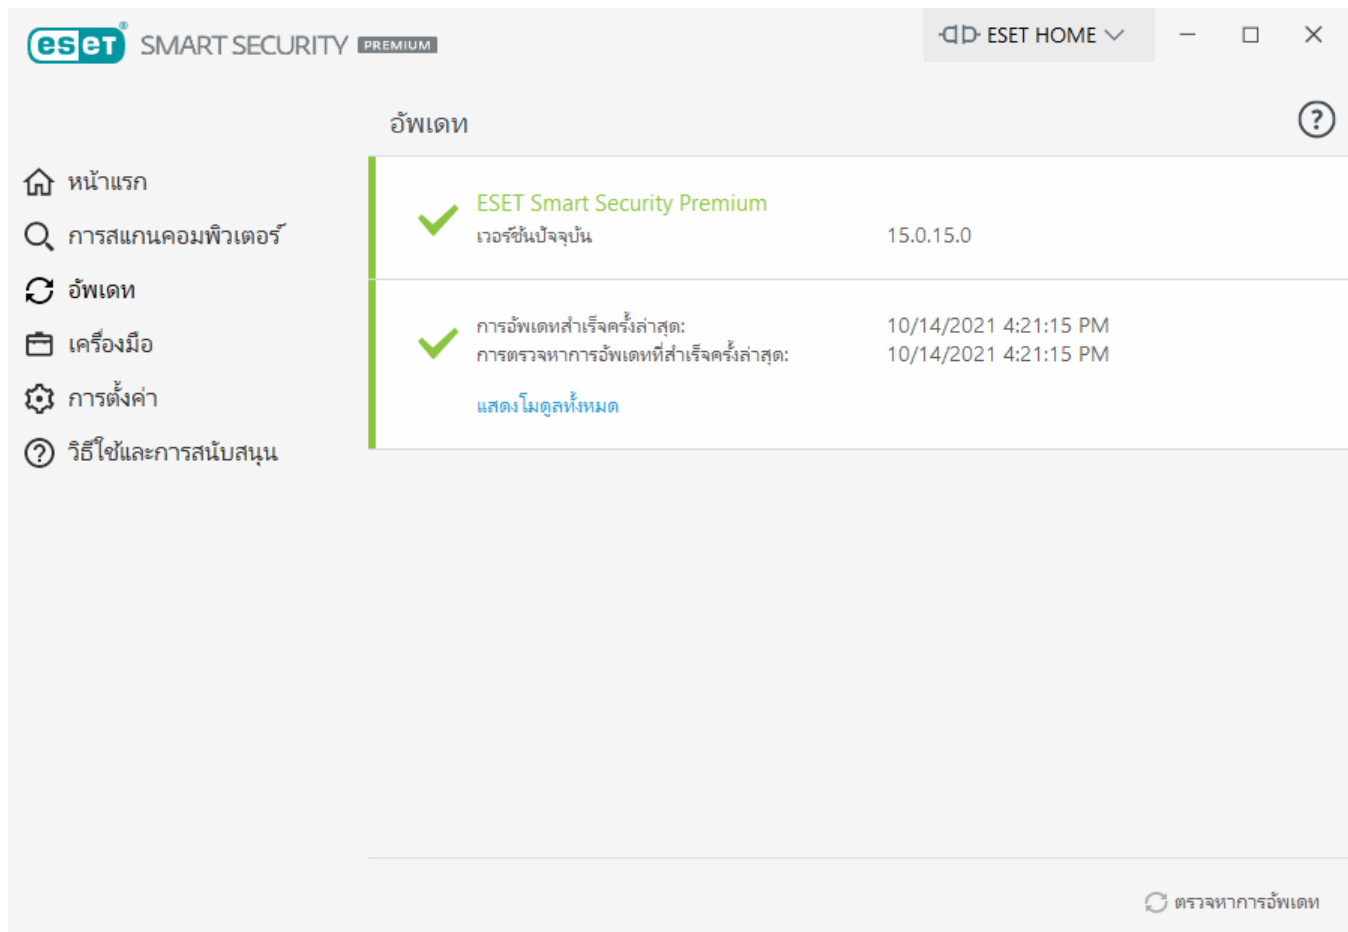 eseT® SMART SECURITY PREMIUM
ESET HOME
อัพเดท
หน้าแรก
การสแกนคอมพิวเตอร์
อัพเดท
เครื่องมือ
การตั้งค่า
วิธีใช้และการสนับสนุน
ESET Smart Security Premium
เวอร์ชันปัจจุบัน 15.0.15.0
การอัพเดทสำเร็จครั้งล่าสุด: 10/14/2021 4:21:15 PM
การตรวจหาการอัพเดทที่สำเร็จครั้งล่าสุด: 10/14/2021 4:21:15 PM
แสดงโมดูลทั้งหมด
ตรวจหาการอัพเดท